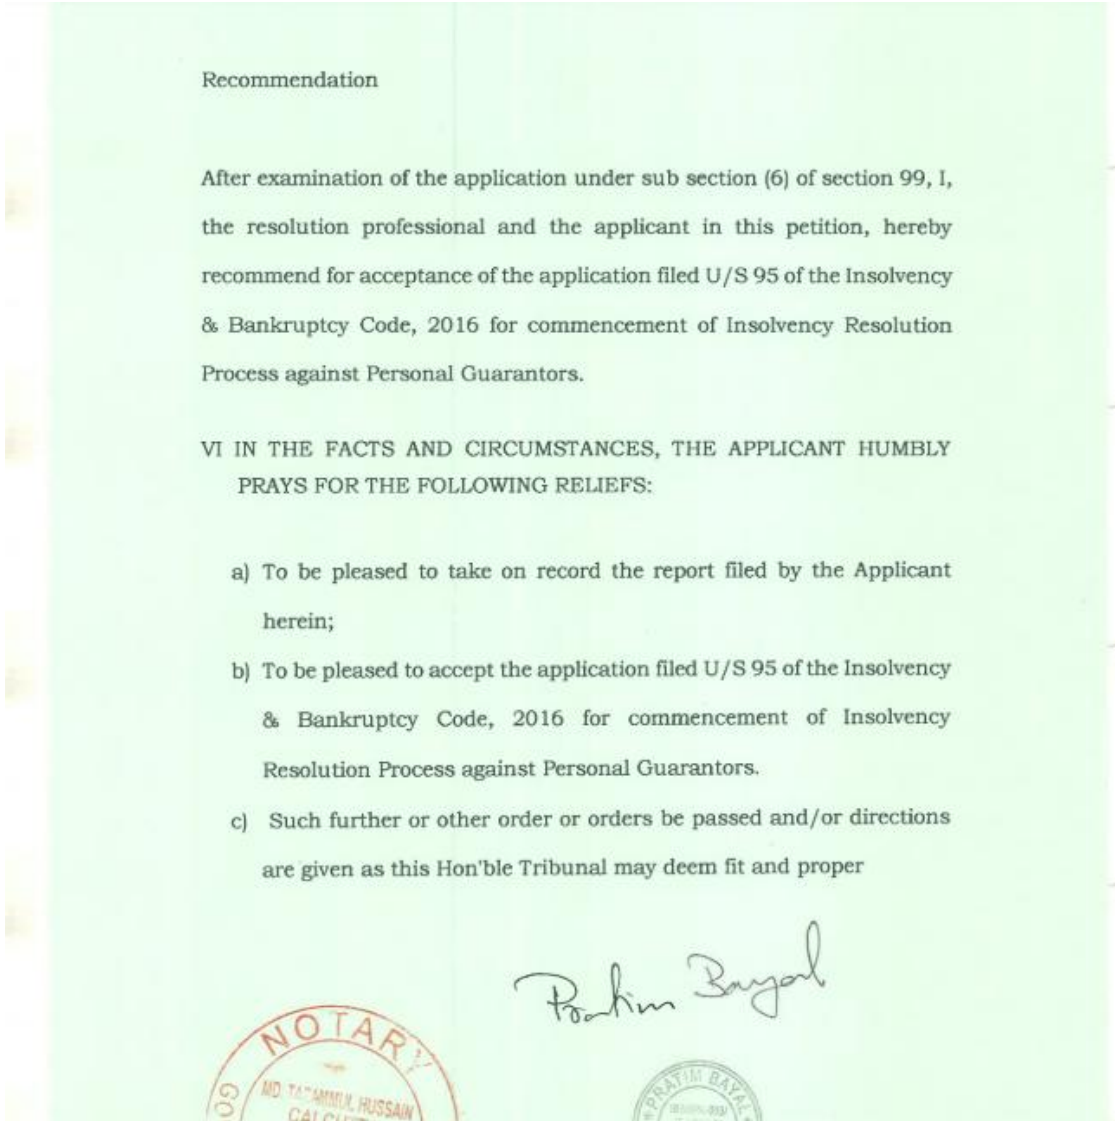 Recommendation
After examination of the application under sub section (6) of section 99, I,
the resolution professional and the applicant in this petition, hereby
recommend for acceptance of the application filed U/S 95 of the Insolvency
& Bankruptcy Code, 2016 for commencement of Insolvency Resolution
Process against Personal Guarantors.
VI IN THE FACTS AND CIRCUMSTANCES, THE APPLICANT HUMBLY
PRAYS FOR THE FOLLOWING RELIEFS:
a) To be pleased to take on record the report filed by the Applicant
herein;
b) To be pleased to accept the application filed U/S 95 of the Insolvency
& Bankruptcy Code, 2016 for commencement of Insolvency
Resolution Process against Personal Guarantors.
c) Such further or other order or orders be passed and/or directions
are given as this Hon'ble Tribunal may deem fit and proper
Pratim Bayal
NOTARY
MD. HUSSAIN
PRATIM BAYAL